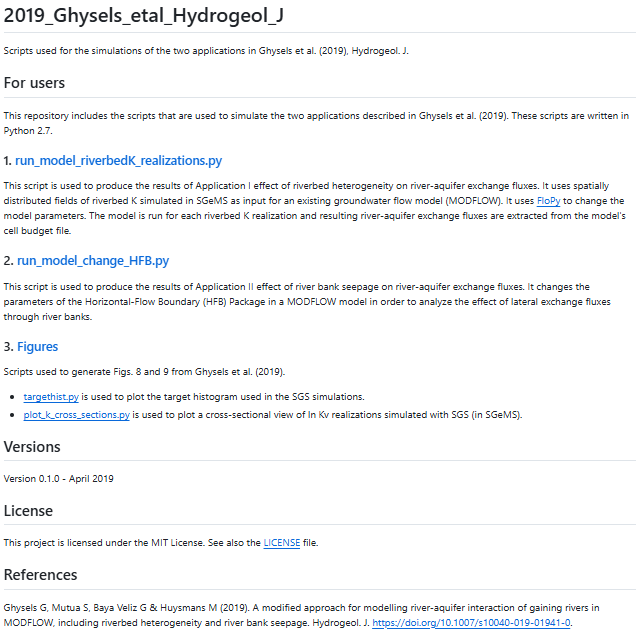 2019_Ghysels_etal_Hydrogeol_J
Scripts used for the simulations of the two applications in Ghysels et al. (2019), Hydrogeol. J.
For users
This repository includes the scripts that are used to simulate the two applications described in Ghysels et al. (2019). These scripts are written in
Python 2.7.
1. run_model_riverbedK_realizations.py
This script is used to produce the results of Application I effect of riverbed heterogeneity on river-aquifer exchange fluxes. It uses spatially
distributed fields of riverbed K simulated in SGeMS as input for an existing groundwater flow model (MODFLOW). It uses FloPy to change the
model parameters. The model is run for each riverbed K realization and resulting river-aquifer exchange fluxes are extracted from the model's
cell budget file.
2. run_model_change_HFB.py
This script is used to produce the results of Application II effect of river bank seepage on river-aquifer exchange fluxes. It changes the
parameters of the Horizontal-Flow Boundary (HFB) Package in a MODFLOW model in order to analyze the effect of lateral exchange fluxes
through river banks.
3. Figures
Scripts used to generate Figs. 8 and 9 from Ghysels et al. (2019).
• targethist.py is used to plot the target histogram used in the SGS simulations.
• plot_k_cross_sections.py is used to plot a cross-sectional view of ln Kv realizations simulated with SGS (in SGeMS).
Versions
Version 0.1.0 - April 2019
License
This project is licensed under the MIT License. See also the LICENSE file.
References
Ghysels G, Mutua S, Baya Veliz G & Huysmans M (2019). A modified approach for modelling river-aquifer interaction of gaining rivers in
MODFLOW, including riverbed heterogeneity and river bank seepage. Hydrogeol. J. https://doi.org/10.1007/s10040-019-01941-0.